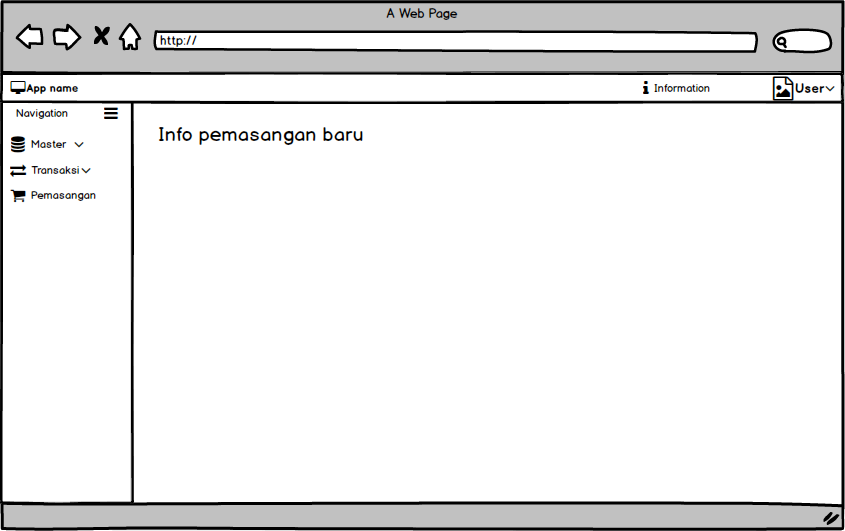 A Web Page
http://
App name
Information
User
Navigation
Master
Transaksi
Pemasangan
Info pemasangan baru